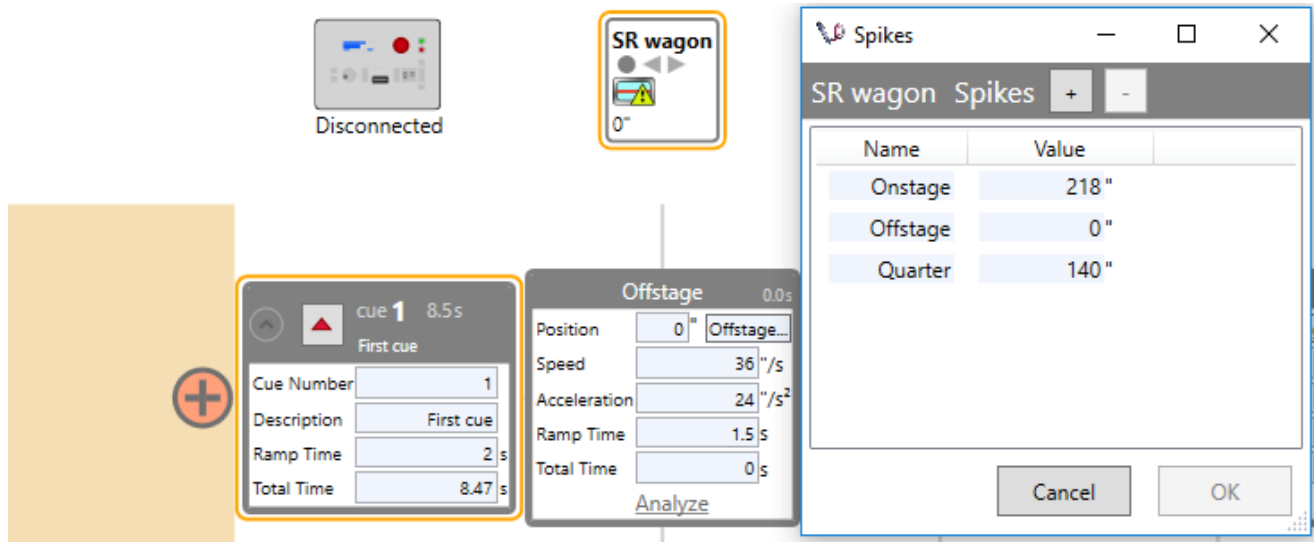 Disconnected
SR wagon
0"
cue 1 8.5s
First cue
Cue Number 1
Description First cue
Ramp Time 2 s
Total Time 8.47 s
Offstage 0.0s
Position 0 " Offstage...
Speed 36 "/s
Acceleration 24 "/s²
Ramp Time 1.5 s
Total Time 0 s
Analyze
Spikes
SR wagon Spikes + -
Name Value
Onstage 218 "
Offstage 0 "
Quarter 140 "
Cancel OK